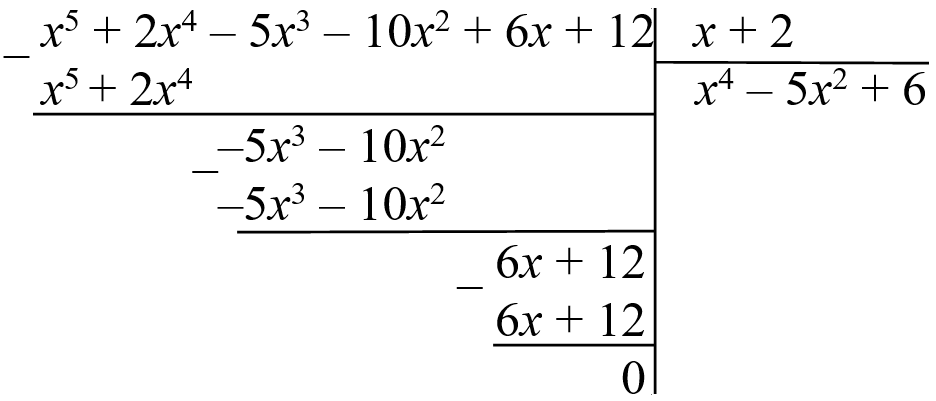 x⁵ + 2x⁴ – 5x³ – 10x² + 6x + 12 x + 2
–
x⁵ + 2x⁴ x⁴ – 5x² + 6
–5x³ – 10x²
–
–5x³ – 10x²
6x + 12
–
6x + 12
0